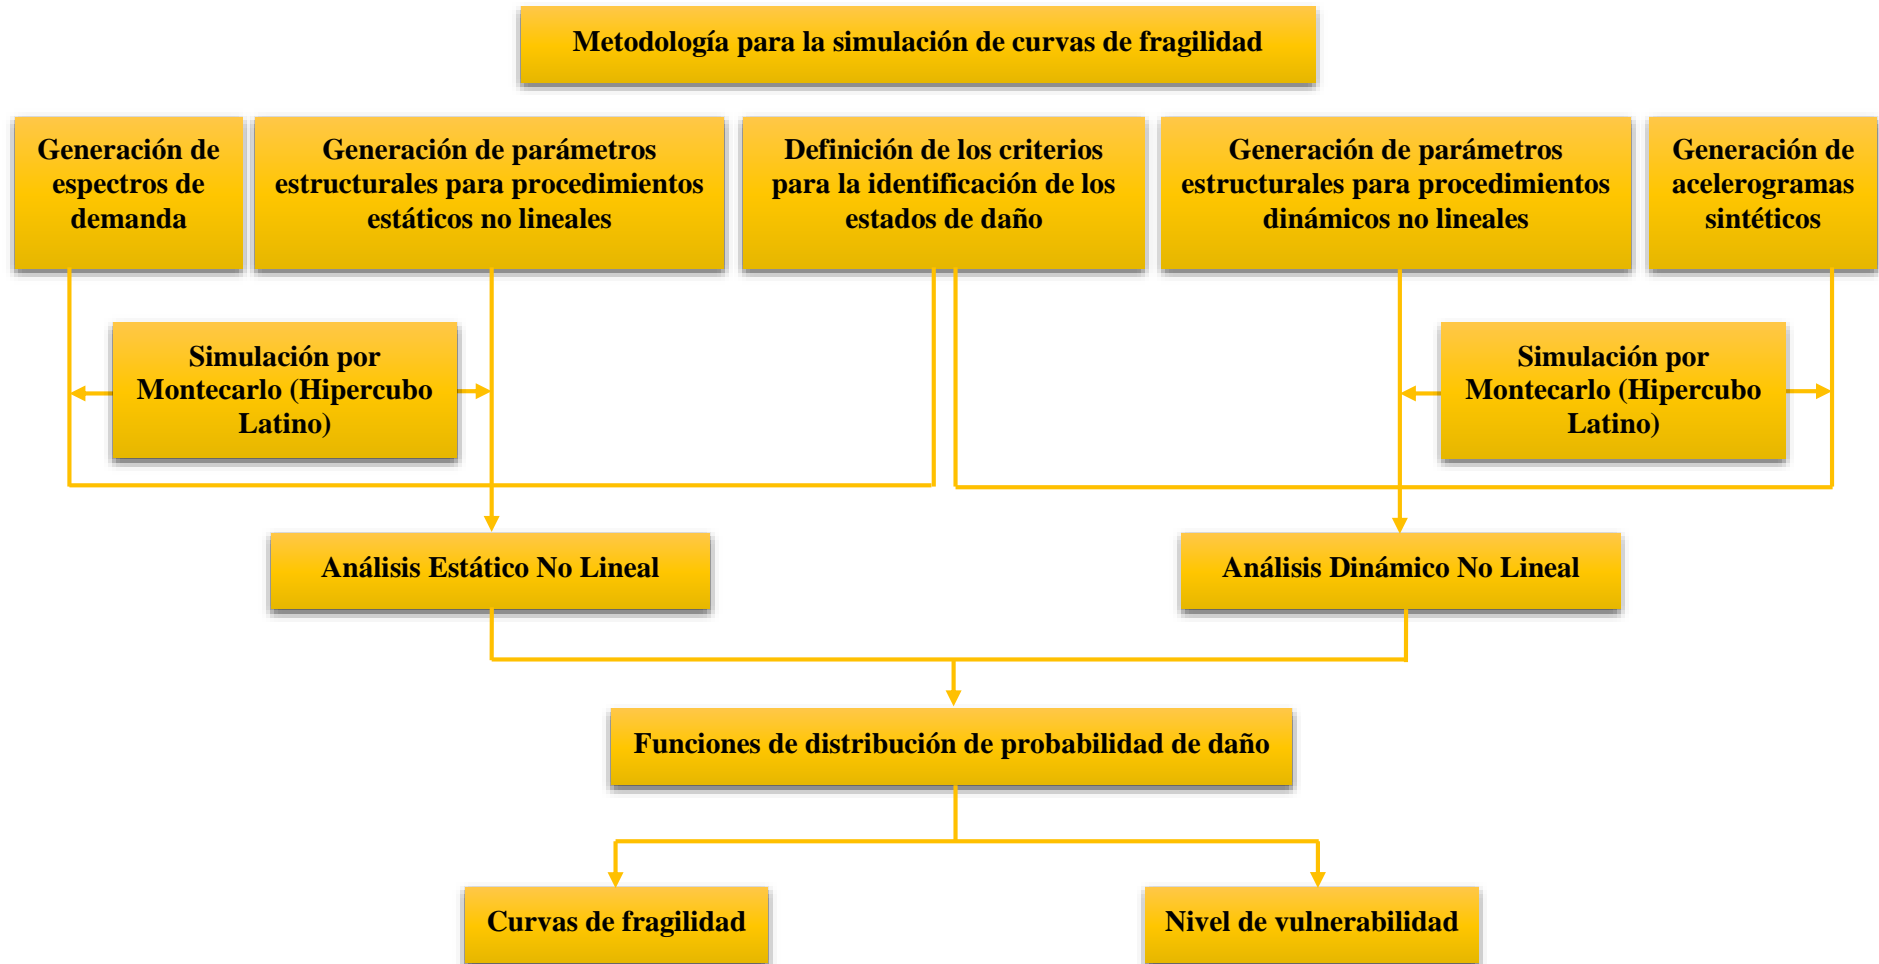 Metodología para la simulación de curvas de fragilidad
Generación de
espectros de
demanda
Generación de parámetros
estructurales para procedimientos
estáticos no lineales
Definición de los criterios
para la identificación de los
estados de daño
Generación de parámetros
estructurales para procedimientos
dinámicos no lineales
Generación de
acelerogramas
sintéticos
Simulación por
Montecarlo (Hipercubo
Latino)
Simulación por
Montecarlo (Hipercubo
Latino)
Análisis Estático No Lineal
Análisis Dinámico No Lineal
Funciones de distribución de probabilidad de daño
Curvas de fragilidad
Nivel de vulnerabilidad